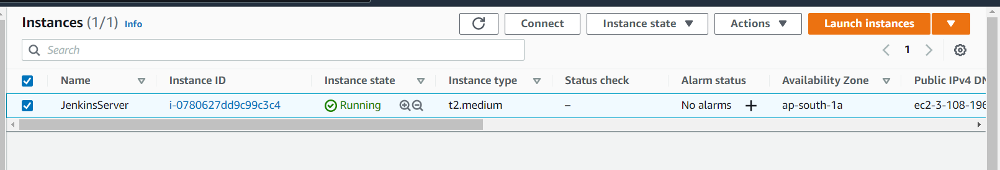 Instances (1/1) Info
Connect Instance state Actions Launch instances
Search
1
Name Instance ID Instance state Instance type Status check Alarm status Availability Zone Public IPv4 DN
JenkinsServer i-0780627dd9c99c3c4 Running t2.medium – No alarms ap-south-1a ec2-3-108-196